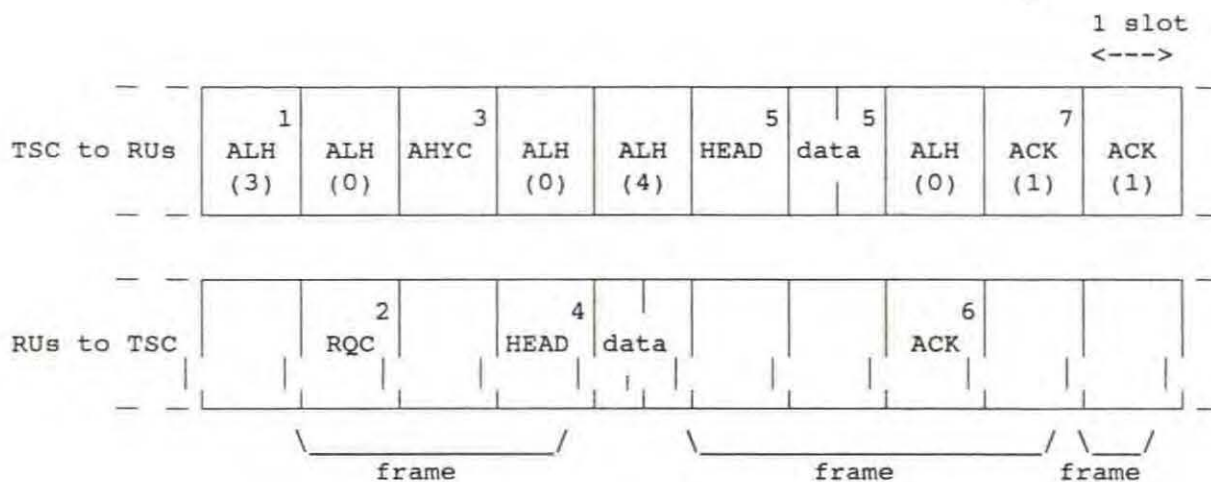 1 slot
<--->
1 3 5 5 7
TSC to RUs ALH ALH AHYC ALH ALH HEAD data ALH ACK ACK
(3) (0) (0) (4) (0) (1) (1)
2 4 6
RUs to TSC RQC HEAD data ACK
frame frame frame